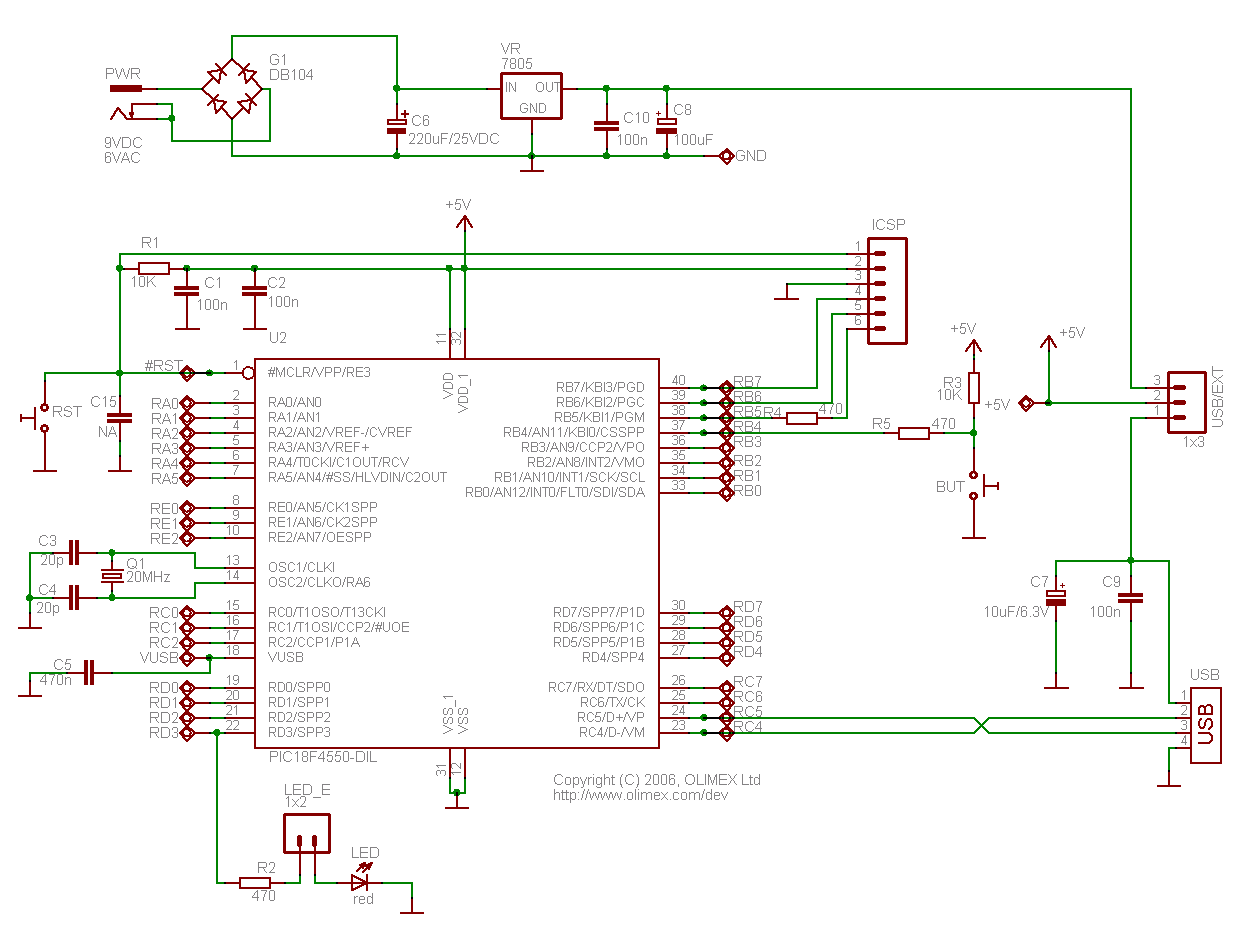 PWR
9VDC
6VAC
G1
DB104
C6
220uF/25VDC
VR
7805
IN
OUT
GND
C10
100n
C8
100uF
GND
+5V
R1
10K
C1
100n
C2
100n
U2
ICSP
1
2
3
4
5
6
#RST
RST
C15
NA
1
#MCLR/VPP/RE3
11
32
VDD
VDD_1
RA0
2
RA0/AN0
RA1
3
RA1/AN1
RA2
4
RA2/AN2/VREF-/CVREF
RA3
5
RA3/AN3/VREF+
RA4
6
RA4/T0CKI/C1OUT/RCV
RA5
7
RA5/AN4/#SS/HLVDIN/C2OUT
RE0
8
RE0/AN5/CK1SPP
RE1
9
RE1/AN6/CK2SPP
RE2
10
RE2/AN7/OESPP
C3
20p
C4
20p
Q1
20MHz
13
OSC1/CLKI
14
OSC2/CLKO/RA6
RC0
15
RC0/T1OSO/T13CKI
RC1
16
RC1/T1OSI/CCP2/#UOE
RC2
17
RC2/CCP1/P1A
VUSB
18
VUSB
C5
470n
RD0
19
RD0/SPP0
RD1
20
RD1/SPP1
RD2
21
RD2/SPP2
RD3
22
RD3/SPP3
RB7/KBI3/PGD
40
RB7
RB6/KBI2/PGC
39
RB6
RB5/KBI1/PGM
38
RB5
R4
470
RB4/AN11/KBI0/CSSPP
37
RB4
RB3/AN9/CCP2/VPO
36
RB3
RB2/AN8/INT2/VMO
35
RB2
RB1/AN10/INT1/SCK/SCL
34
RB1
RB0/AN12/INT0/FLT0/SDI/SDA
33
RB0
R5
470
+5V
R3
10K
BUT
+5V
+5V
3
2
1
USB/EXT
1x3
RD7/SPP7/P1D
30
RD7
RD6/SPP6/P1C
29
RD6
RD5/SPP5/P1B
28
RD5
RD4/SPP4
27
RD4
RC7/RX/DT/SDO
26
RC7
RC6/TX/CK
25
RC6
RC5/D+/VP
24
RC5
RC4/D-/VM
23
RC4
C7
10uF/6.3V
C9
100n
USB
1
2
3
4
USB
VSS_1
VSS
31
12
PIC18F4550-DIL
Copyright (C) 2006, OLIMEX Ltd
http://www.olimex.com/dev
LED_E
1x2
R2
470
LED
red